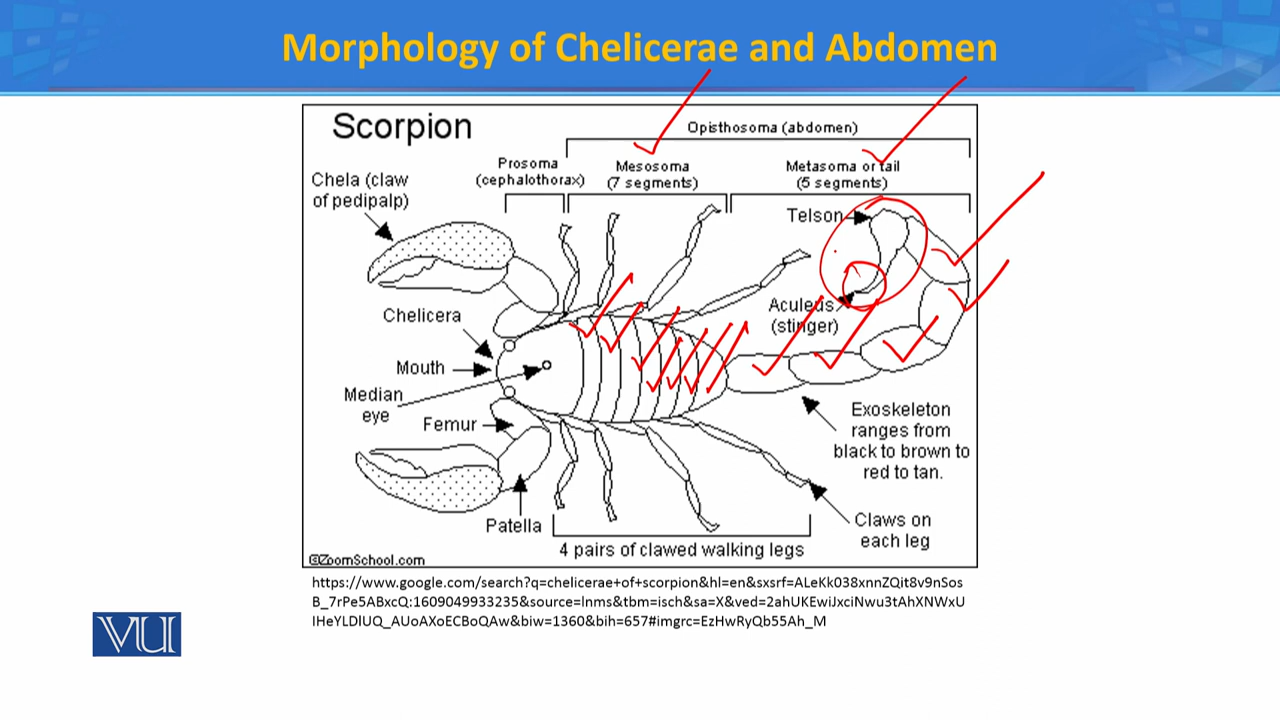 Morphology of Chelicerae and Abdomen
Scorpion
Opisthosoma (abdomen)
Prosoma
(cephalothorax)
Mesosoma
(7 segments)
Metasoma or tail
(5 segments)
Chela (claw
of pedipalp)
Telson
Chelicera
Aculeus
(stinger)
Mouth
Median
eye
Femur
Exoskeleton
ranges from
black to brown to
red to tan.
Patella
Claws on
each leg
4 pairs of clawed walking legs
©ZoomSchool.com
https://www.google.com/search?q=chelicerae+of+scorpion&hl=en&sxsrf=ALeKk038xnnZQit8v9nSos
B_7rPe5ABxcQ:1609049933235&source=lnms&tbm=isch&sa=X&ved=2ahUKEwiJxciNwu3tAhXNWxU
IHeYLDlUQ_AUoAXoECBoQAw&biw=1360&bih=657#imgrc=EzHwRyQb55Ah_M
VU